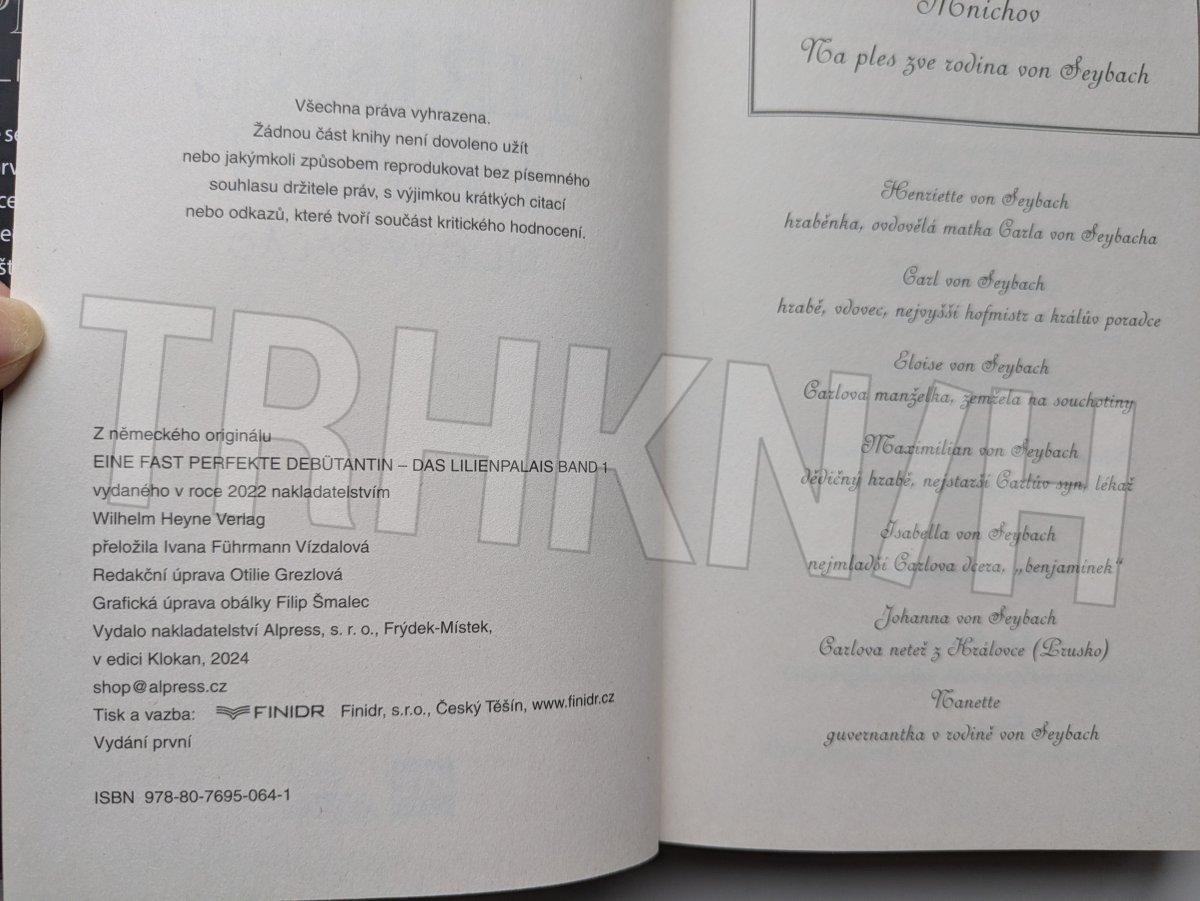 Všechna práva vyhrazena.
Žádnou část knihy není dovoleno užít
nebo jakýmkoli způsobem reprodukovat bez písemného
souhlasu držitele práv, s výjimkou krátkých citací
nebo odkazů, které tvoří součást kritického hodnocení.
Z německého originálu
EINE FAST PERFEKTE DEBÜTANTIN – DAS LILIENPALAIS BAND 1
vydaného v roce 2022 nakladatelstvím
Wilhelm Heyne Verlag
přeložila Ivana Führmann Vízdalová
Redakční úprava Otilie Grezlová
Grafická úprava obálky Filip Šmalec
Vydalo nakladatelství Alpress, s. r. o., Frýdek-Místek,
v edici Klokan, 2024
shop@alpress.cz
Tisk a vazba: FINIDR Finidr, s.r.o., Český Těšín, www.finidr.cz
Vydání první
ISBN 978-80-7695-064-1
Mnichov
Na ples zve rodina von Seybach
Henriette von Seybach
hraběnka, ovdovělá matka Carla von Seybacha
Carl von Seybach
hrabě, vdovec, nejvyšší hofmistr a králův poradce
Eloise von Seybach
Carlova manželka, zemřela na souchotiny
Maximilian von Seybach
dědičný hrabě, nejstarší Carlův syn, lékař
Isabella von Seybach
nejmladší Carlova dcera, „benjamínek“
Johanna von Seybach
Carlova neteř z Královce (Prusko)
Nanette
guvernantka v rodině von Seybach
TRHKNIH